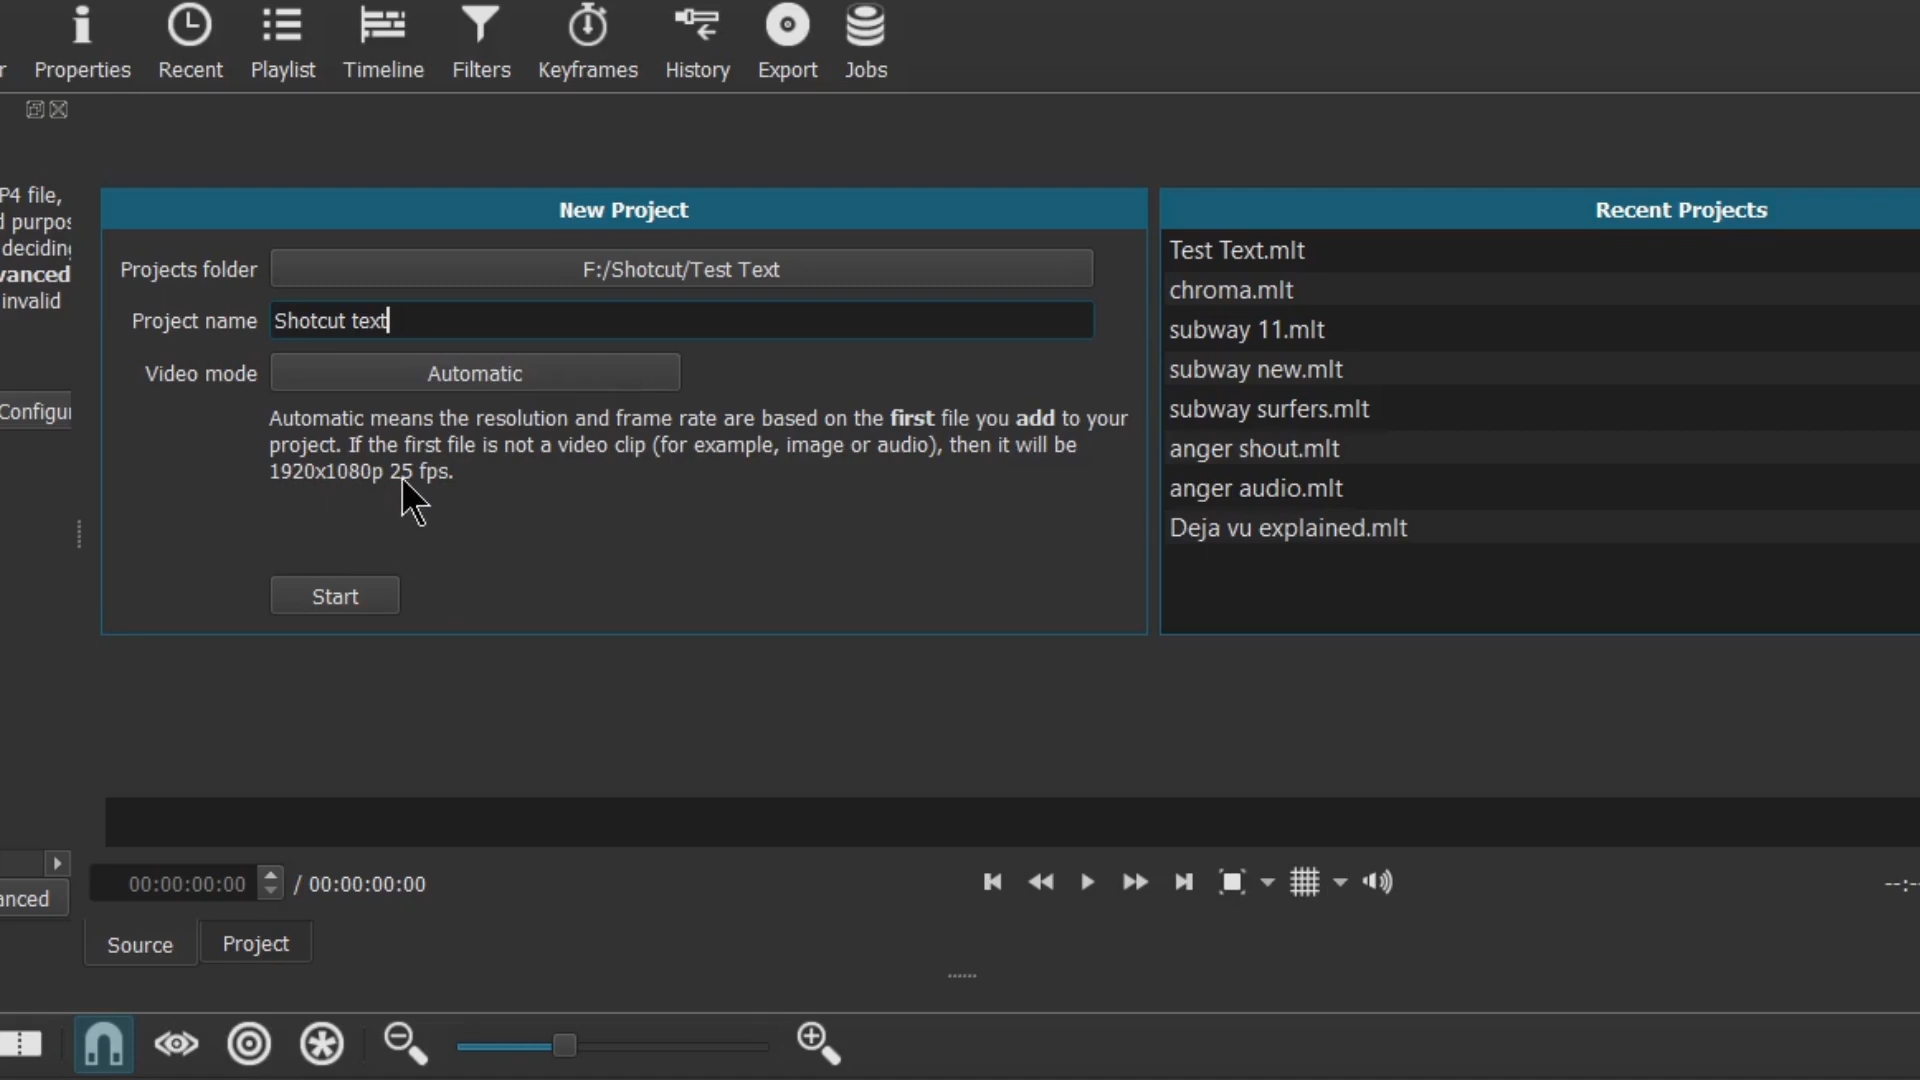 r Properties Recent Playlist Timeline Filters Keyframes History Export Jobs
P4 file,
d purpos
deciding
vanced
invalid
Configur
anced
New Project
Projects folder F:/Shotcut/Test Text
Project name Shotcut text
Video mode Automatic
Automatic means the resolution and frame rate are based on the first file you add to your
project. If the first file is not a video clip (for example, image or audio), then it will be
1920x1080p 25 fps.
Start
Recent Projects
Test Text.mlt
chroma.mlt
subway 11.mlt
subway new.mlt
subway surfers.mlt
anger shout.mlt
anger audio.mlt
Deja vu explained.mlt
00:00:00:00 / 00:00:00:00
--:--
Source Project